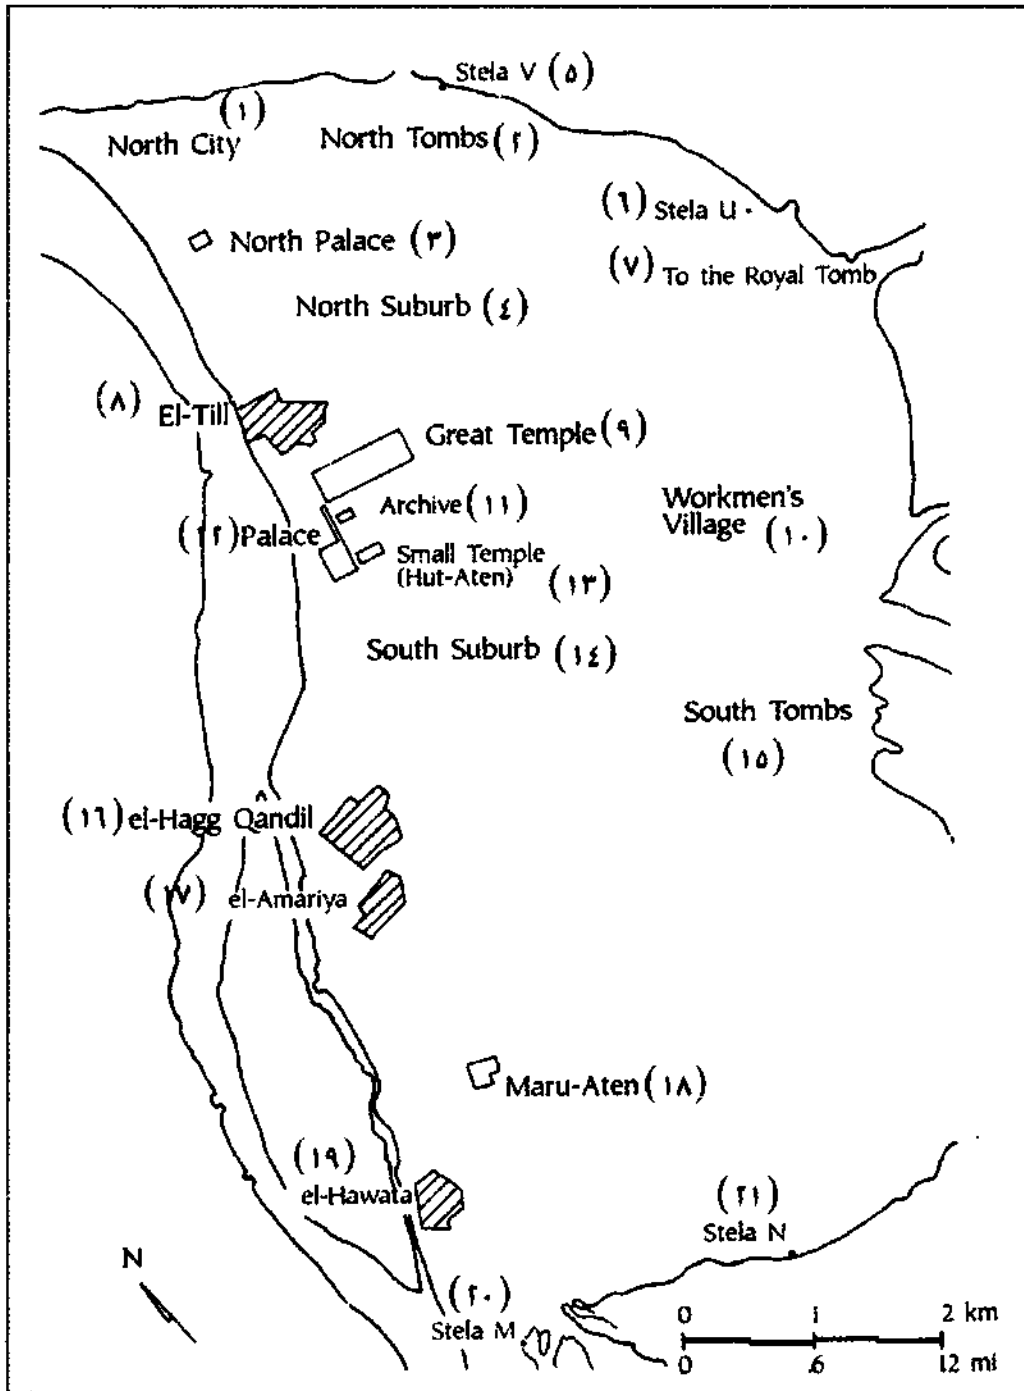 Stela V (٥)
(١)
North City
North Tombs (٢)
(٦) Stela U
North Palace (٣)
(٧) To the Royal Tomb
North Suburb (٤)
(٨) El-Till
Great Temple (٩)
Workmen's
Village (١٠)
Archive (١١)
(١٢) Palace
Small Temple
(Hut-Aten) (١٣)
South Suburb (١٤)
South Tombs
(١٥)
(١٦) el-Hagg Qândil
(١٧) el-Amariya
Maru-Aten (١٨)
(١٩)
el-Hawata
(٢١)
Stela N
N
(٢٠)
Stela M
0 1 2 km
0 .6 12 mi